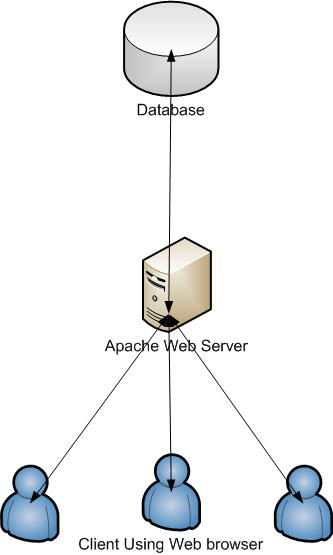 Database
Apache Web Server
Client Using Web browser